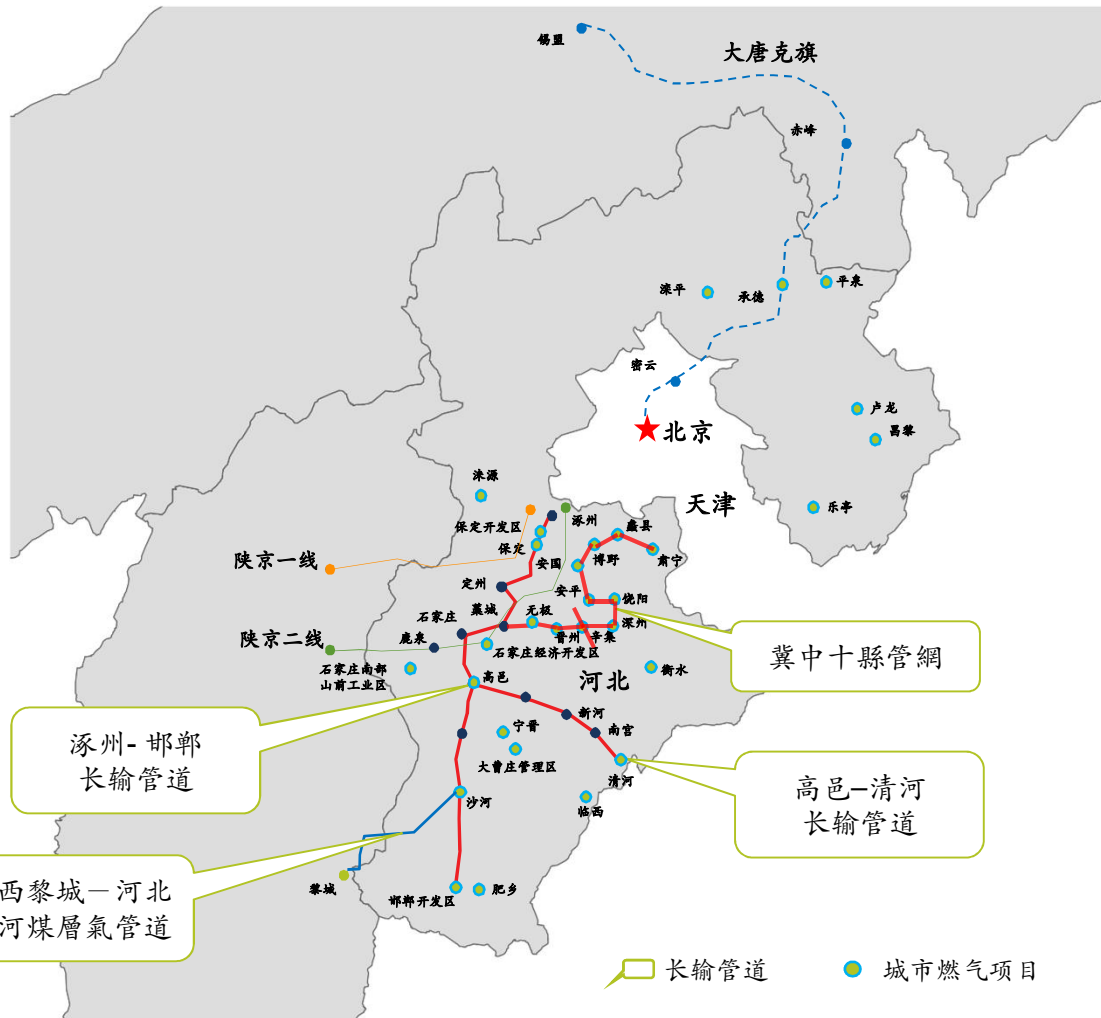 锡盟
大唐克旗
赤峰
滦平
承德
平泉
密云
北京
卢龙
昌黎
天津
乐亭
涞源
涿州
保定开发区
保定
蠡县
博野
肃宁
安国
陕京一线
定州
安平
饶阳
藁城
无极
石家庄
深州
陕京二线
鹿泉
晋州
辛集
石家庄经济开发区
石家庄南部
山前工业区
高邑
河北
衡水
冀中十縣管網
新河
宁晋
南宫
涿州-邯郸
长输管道
大曹庄管理区
清河
高邑–清河
长输管道
沙河
临西
西黎城－河北
河煤層氣管道
黎城
邯郸开发区
肥乡
长输管道
城市燃气项目